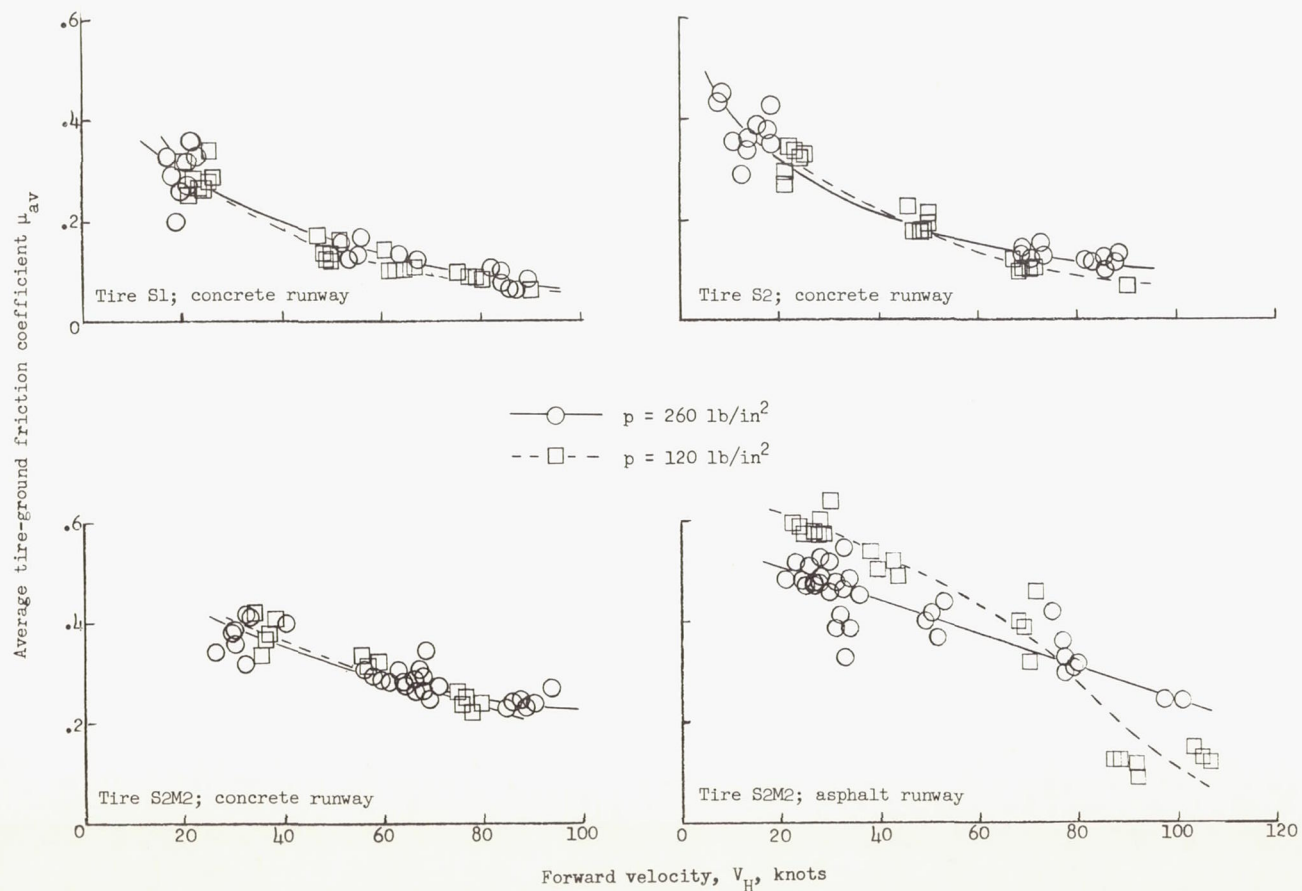 .6
.4
.2
0
Average tire-ground friction coefficient μav
Tire S1; concrete runway
Tire S2; concrete runway
p = 260 lb/in2
p = 120 lb/in2
.6
.4
.2
0
Tire S2M2; concrete runway
Tire S2M2; asphalt runway
20 40 60 80 100
0 20 40 60 80 100 120
Forward velocity, VH, knots